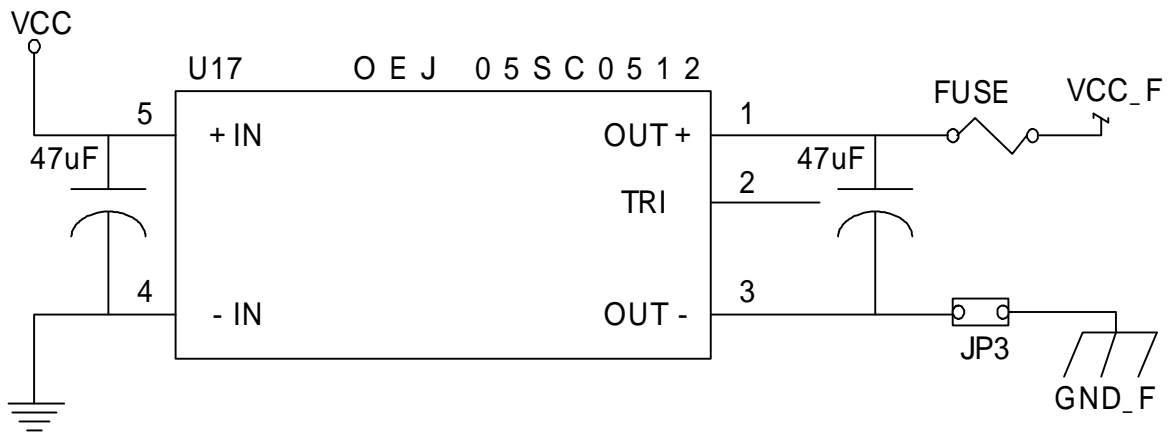 VCC
U17 OEJ 05SC0512
FUSE VCC_F
5 1
+IN OUT+
47uF 47uF
2
TRI
4 3
-IN OUT-
JP3
GND_F